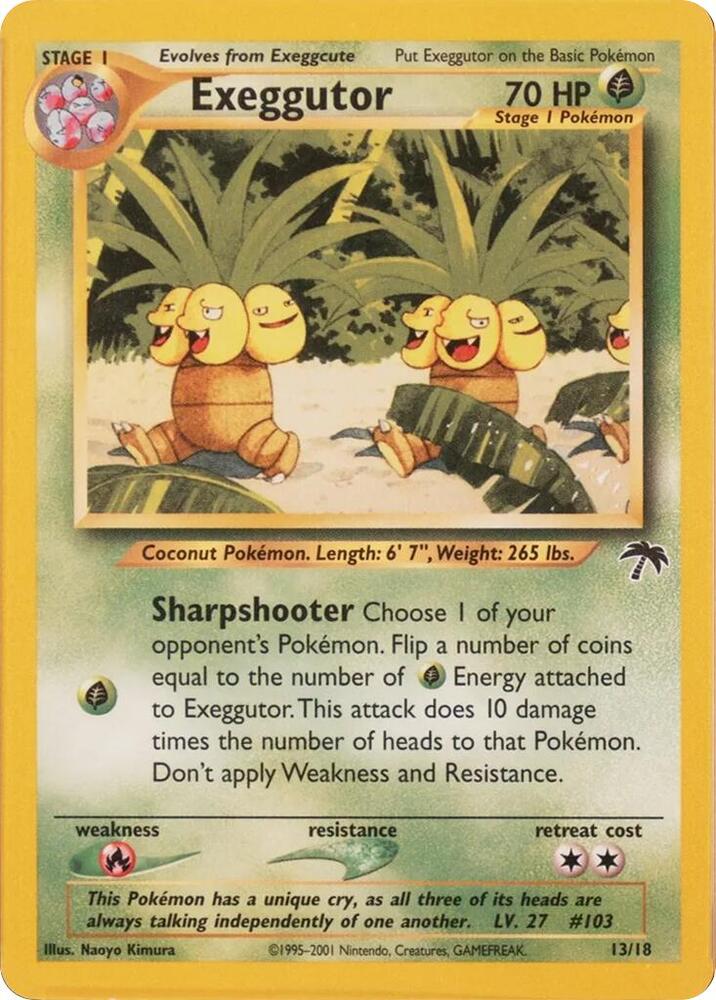 STAGE 1 Evolves from Exeggcute Put Exeggutor on the Basic Pokémon
Exeggutor 70 HP
Stage 1 Pokémon
Coconut Pokémon. Length: 6' 7", Weight: 265 lbs.
Sharpshooter Choose 1 of your
opponent's Pokémon. Flip a number of coins
equal to the number of Energy attached
to Exeggutor. This attack does 10 damage
times the number of heads to that Pokémon.
Don't apply Weakness and Resistance.
weakness resistance retreat cost
This Pokémon has a unique cry, as all three of its heads are
always talking independently of one another. LV. 27 #103
Illus. Naoyo Kimura ©1995-2001 Nintendo, Creatures, GAMEFREAK. 13/18